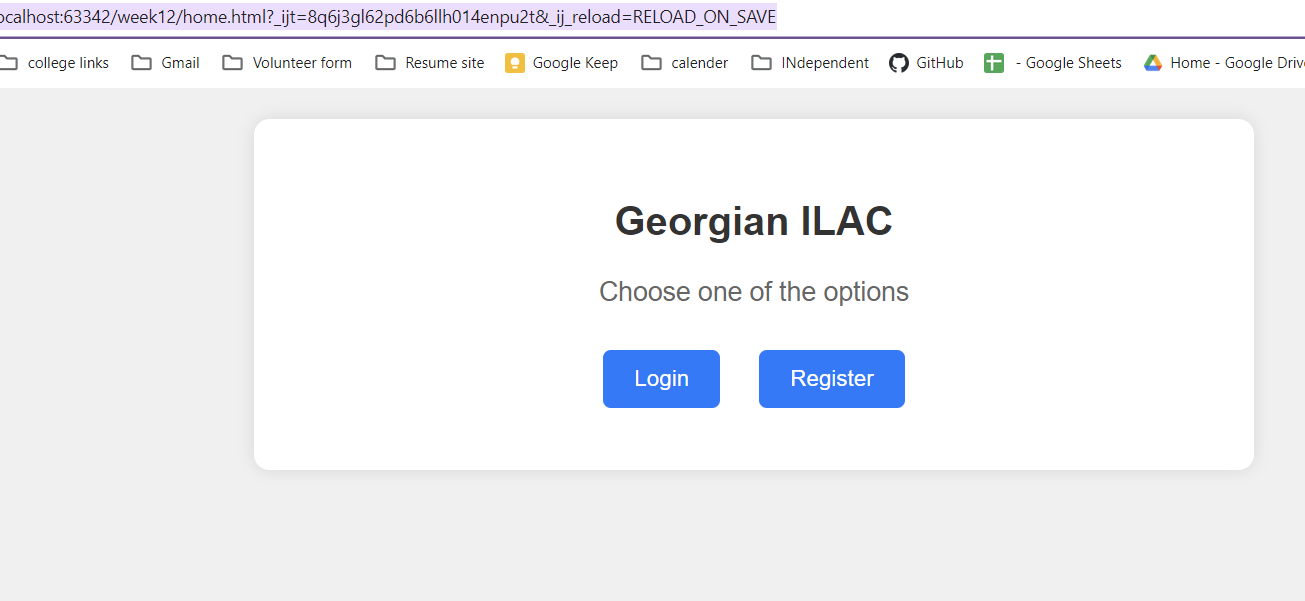 ocalhost:63342/week12/home.html?_ijt=8q6j3gl62pd6b6llh014enpu2t&_ij_reload=RELOAD_ON_SAVE
college links Gmail Volunteer form Resume site Google Keep calender INdependent GitHub - Google Sheets Home - Google Drive
Georgian ILAC
Choose one of the options
Login Register